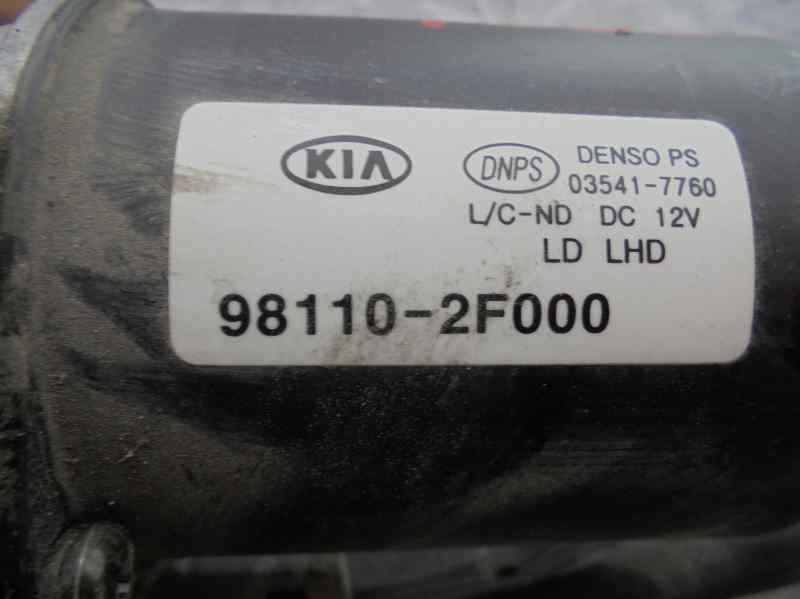 KIA
DNPS
DENSO PS
03541-7760
L/C-ND DC 12V
LD LHD
98110-2F000